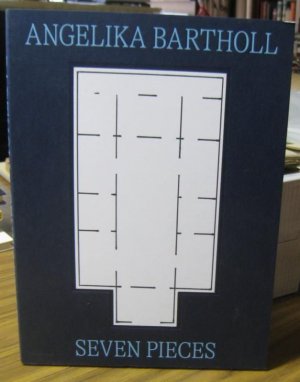 ANGELIKA BARTHOLL
SEVEN PIECES